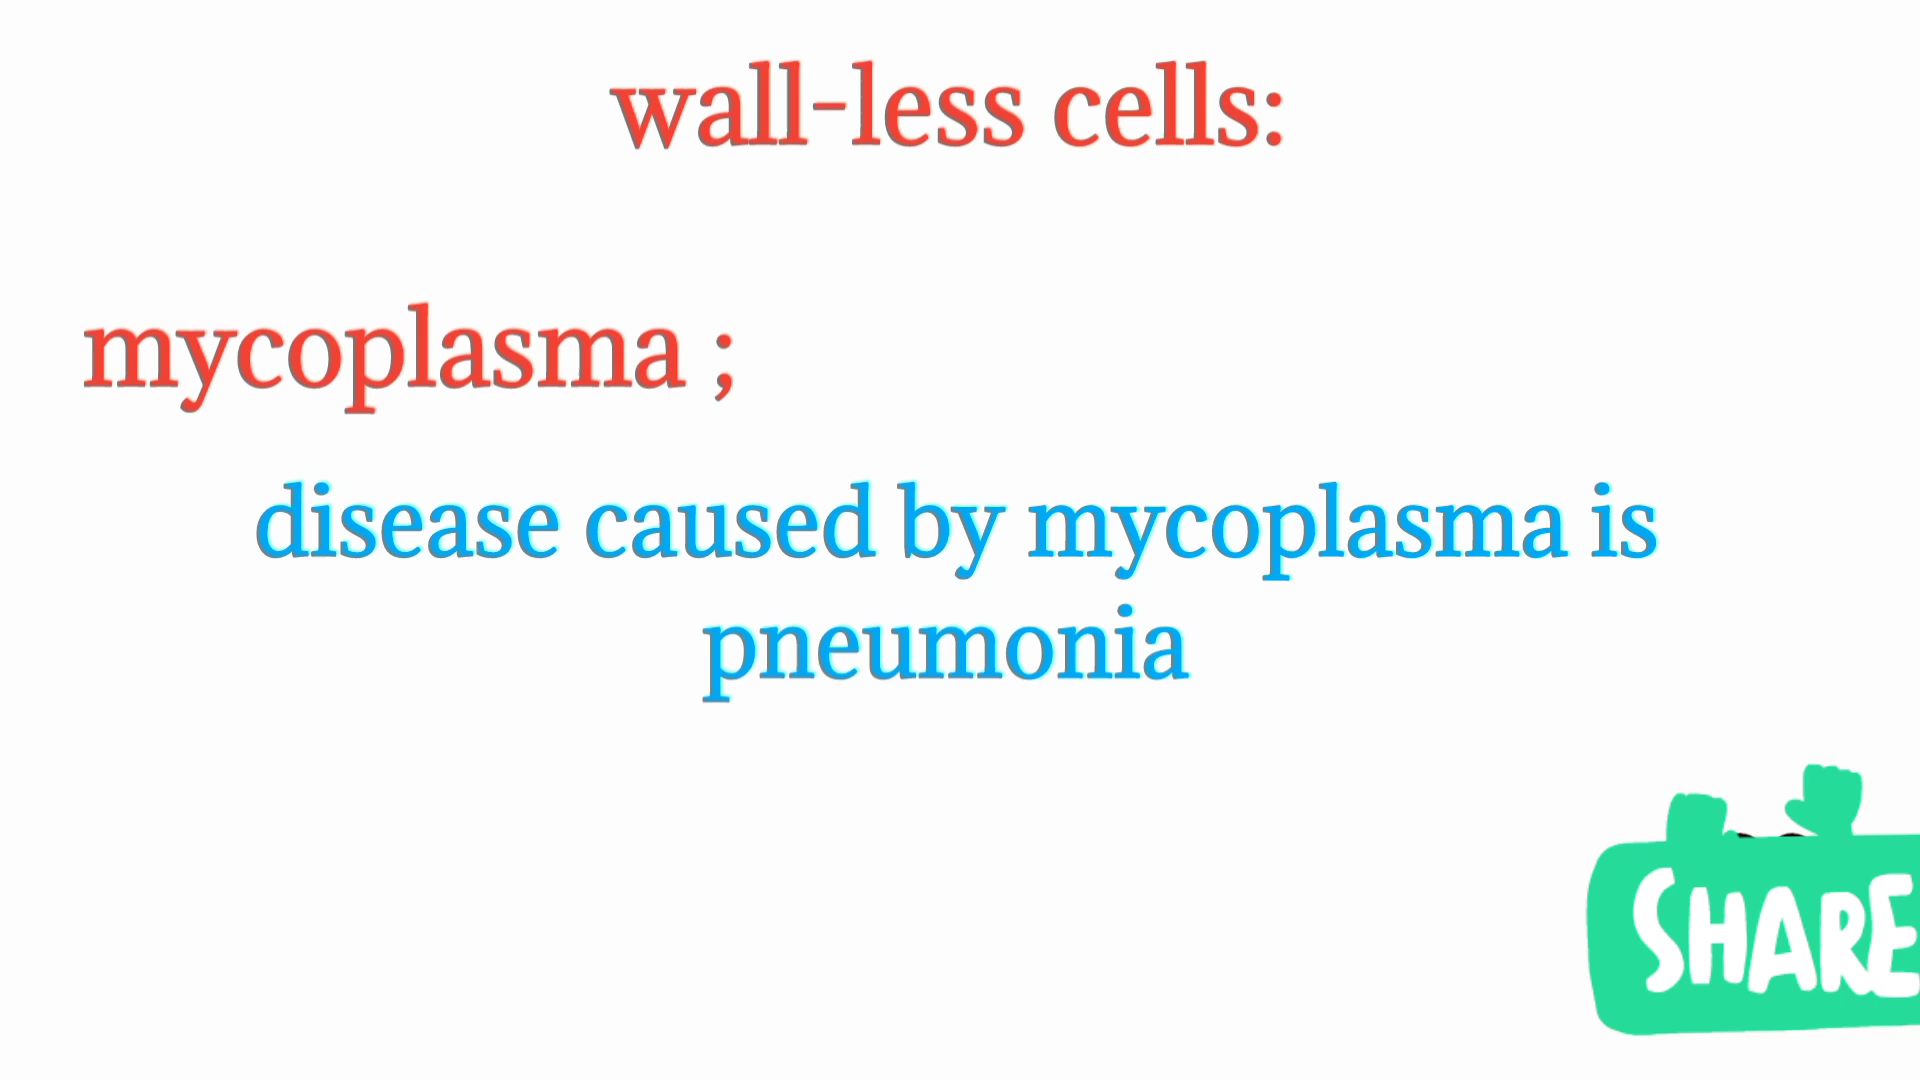 wall-less cells:
mycoplasma ;
disease caused by mycoplasma is
pneumonia
SHARE